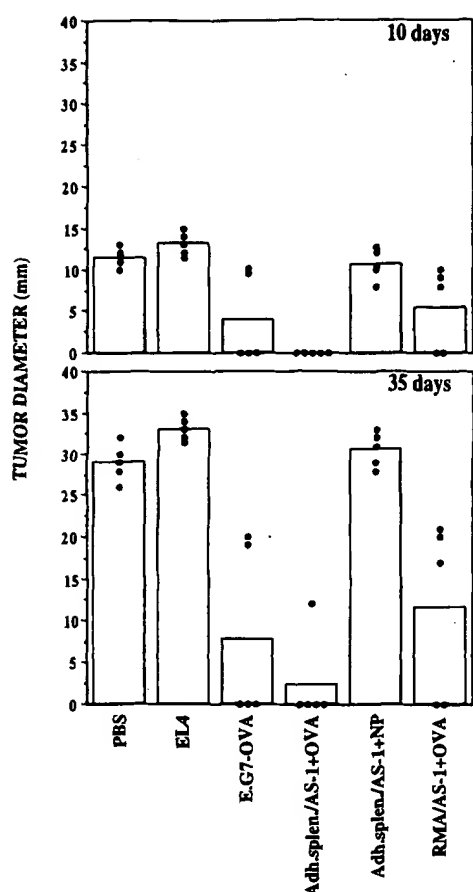 TUMOR DIAMETER (mm)
10 days
40
35
30
25
20
15
10
5
0
35 days
40
35
30
25
20
15
10
5
0
PBS
EL4
E.G7-OVA
Adh.splen./AS-1+OVA
Adh.splen./AS-1+NP
RMA/AS-1+OVA